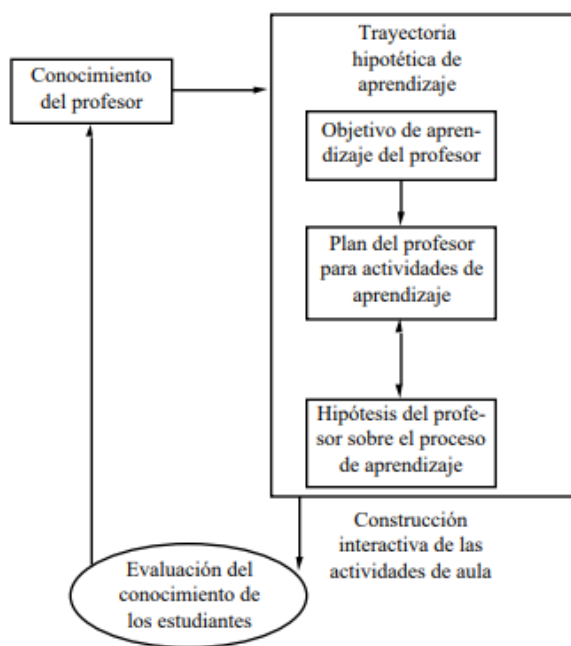 Trayectoria
hipotética de
aprendizaje
Conocimiento
del profesor
Objetivo de apren-
dizaje del profesor
Plan del profesor
para actividades de
aprendizaje
Hipótesis del profe-
sor sobre el proceso
de aprendizaje
Construcción
interactiva de las
actividades de aula
Evaluación del
conocimiento de
los estudiantes